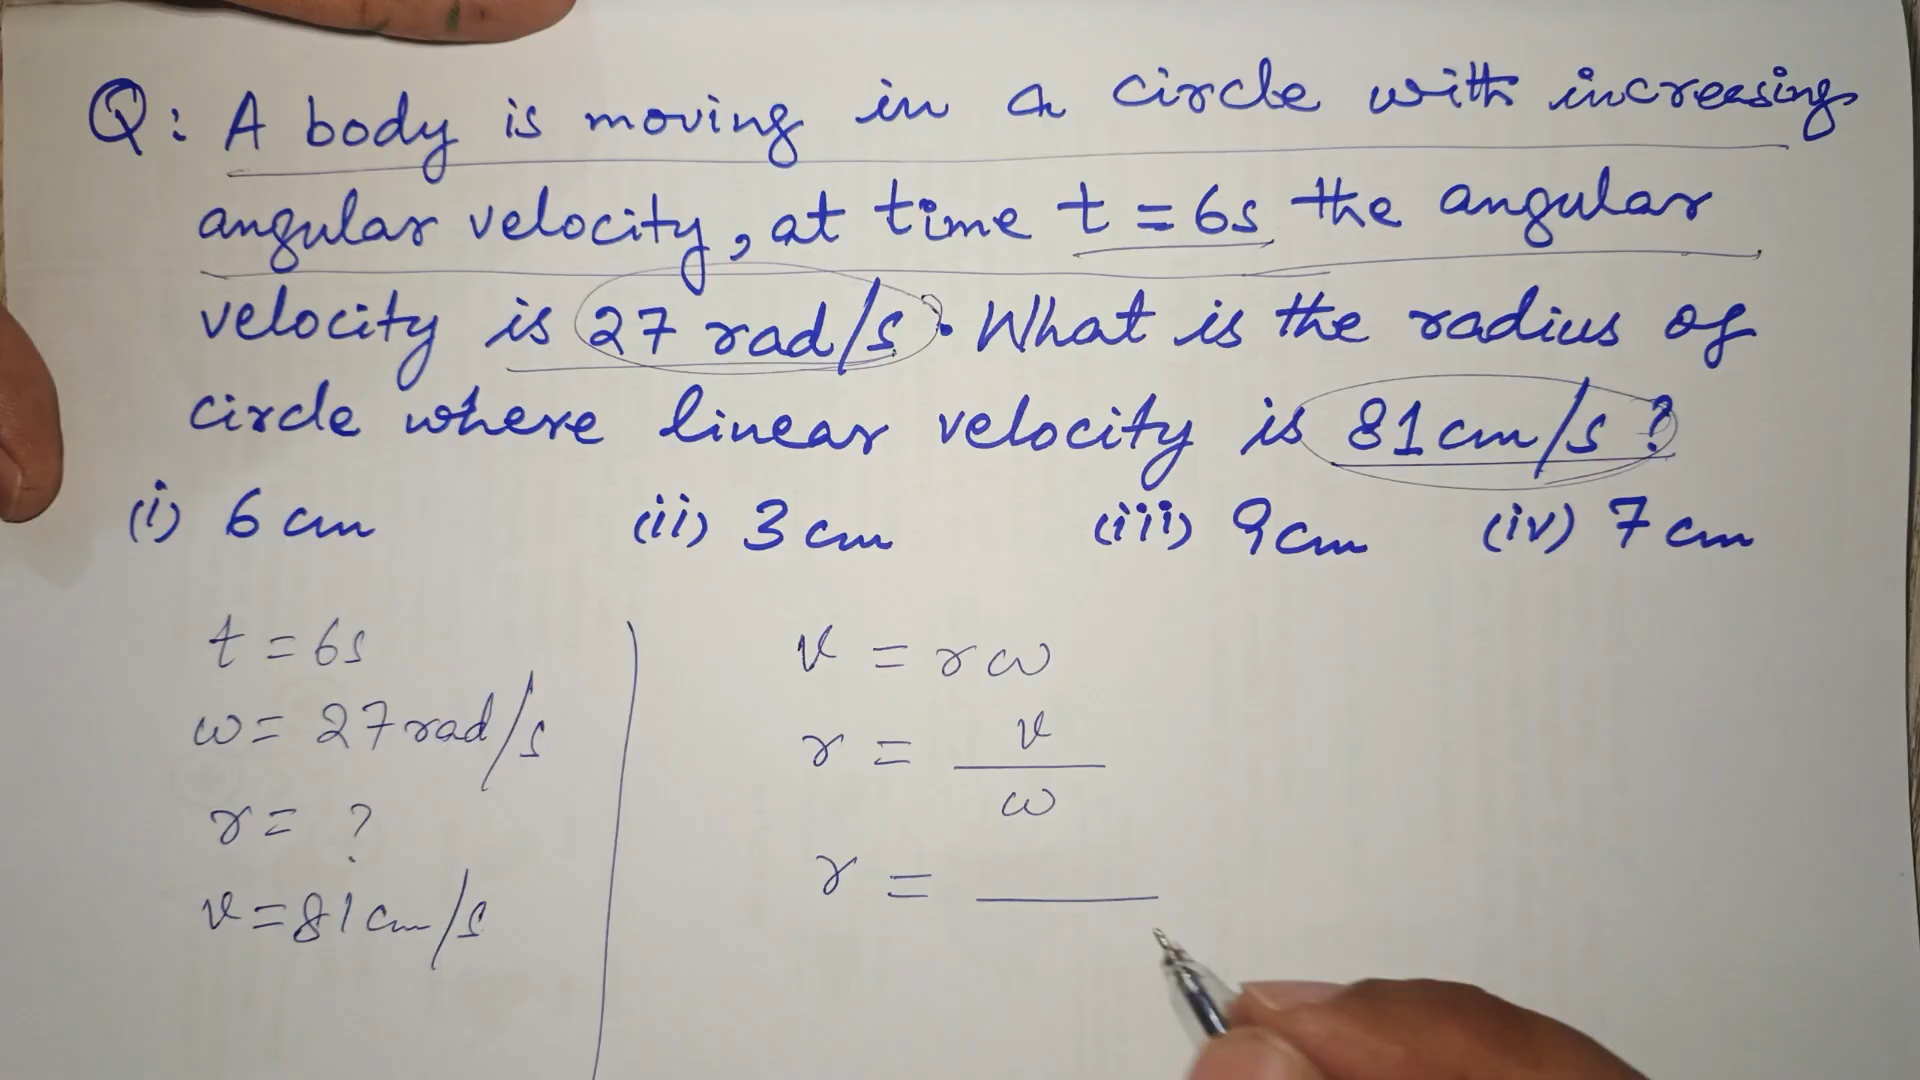 Q: A body is moving in a circle with increasing
angular velocity, at time t = 6s the angular
velocity is 27 rad/s. What is the radius of
circle where linear velocity is 81 cm/s ?
(i) 6 cm (ii) 3 cm (iii) 9 cm (iv) 7 cm
t = 6s
ω = 27 rad/s
r = ?
v = 81 cm/s
v = rω
r = v
ω
r =